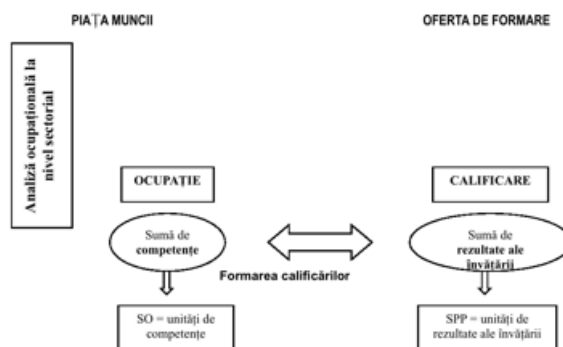 PIAȚA MUNCII
OFERTA DE FORMARE
Analiză ocupațională la
nivel sectorial
OCUPAȚIE
CALIFICARE
Sumă de
competențe
Sumă de
rezultate ale
învățării
Formarea calificărilor
SO = unități de
competențe
SPP = unități de
rezultate ale învățării